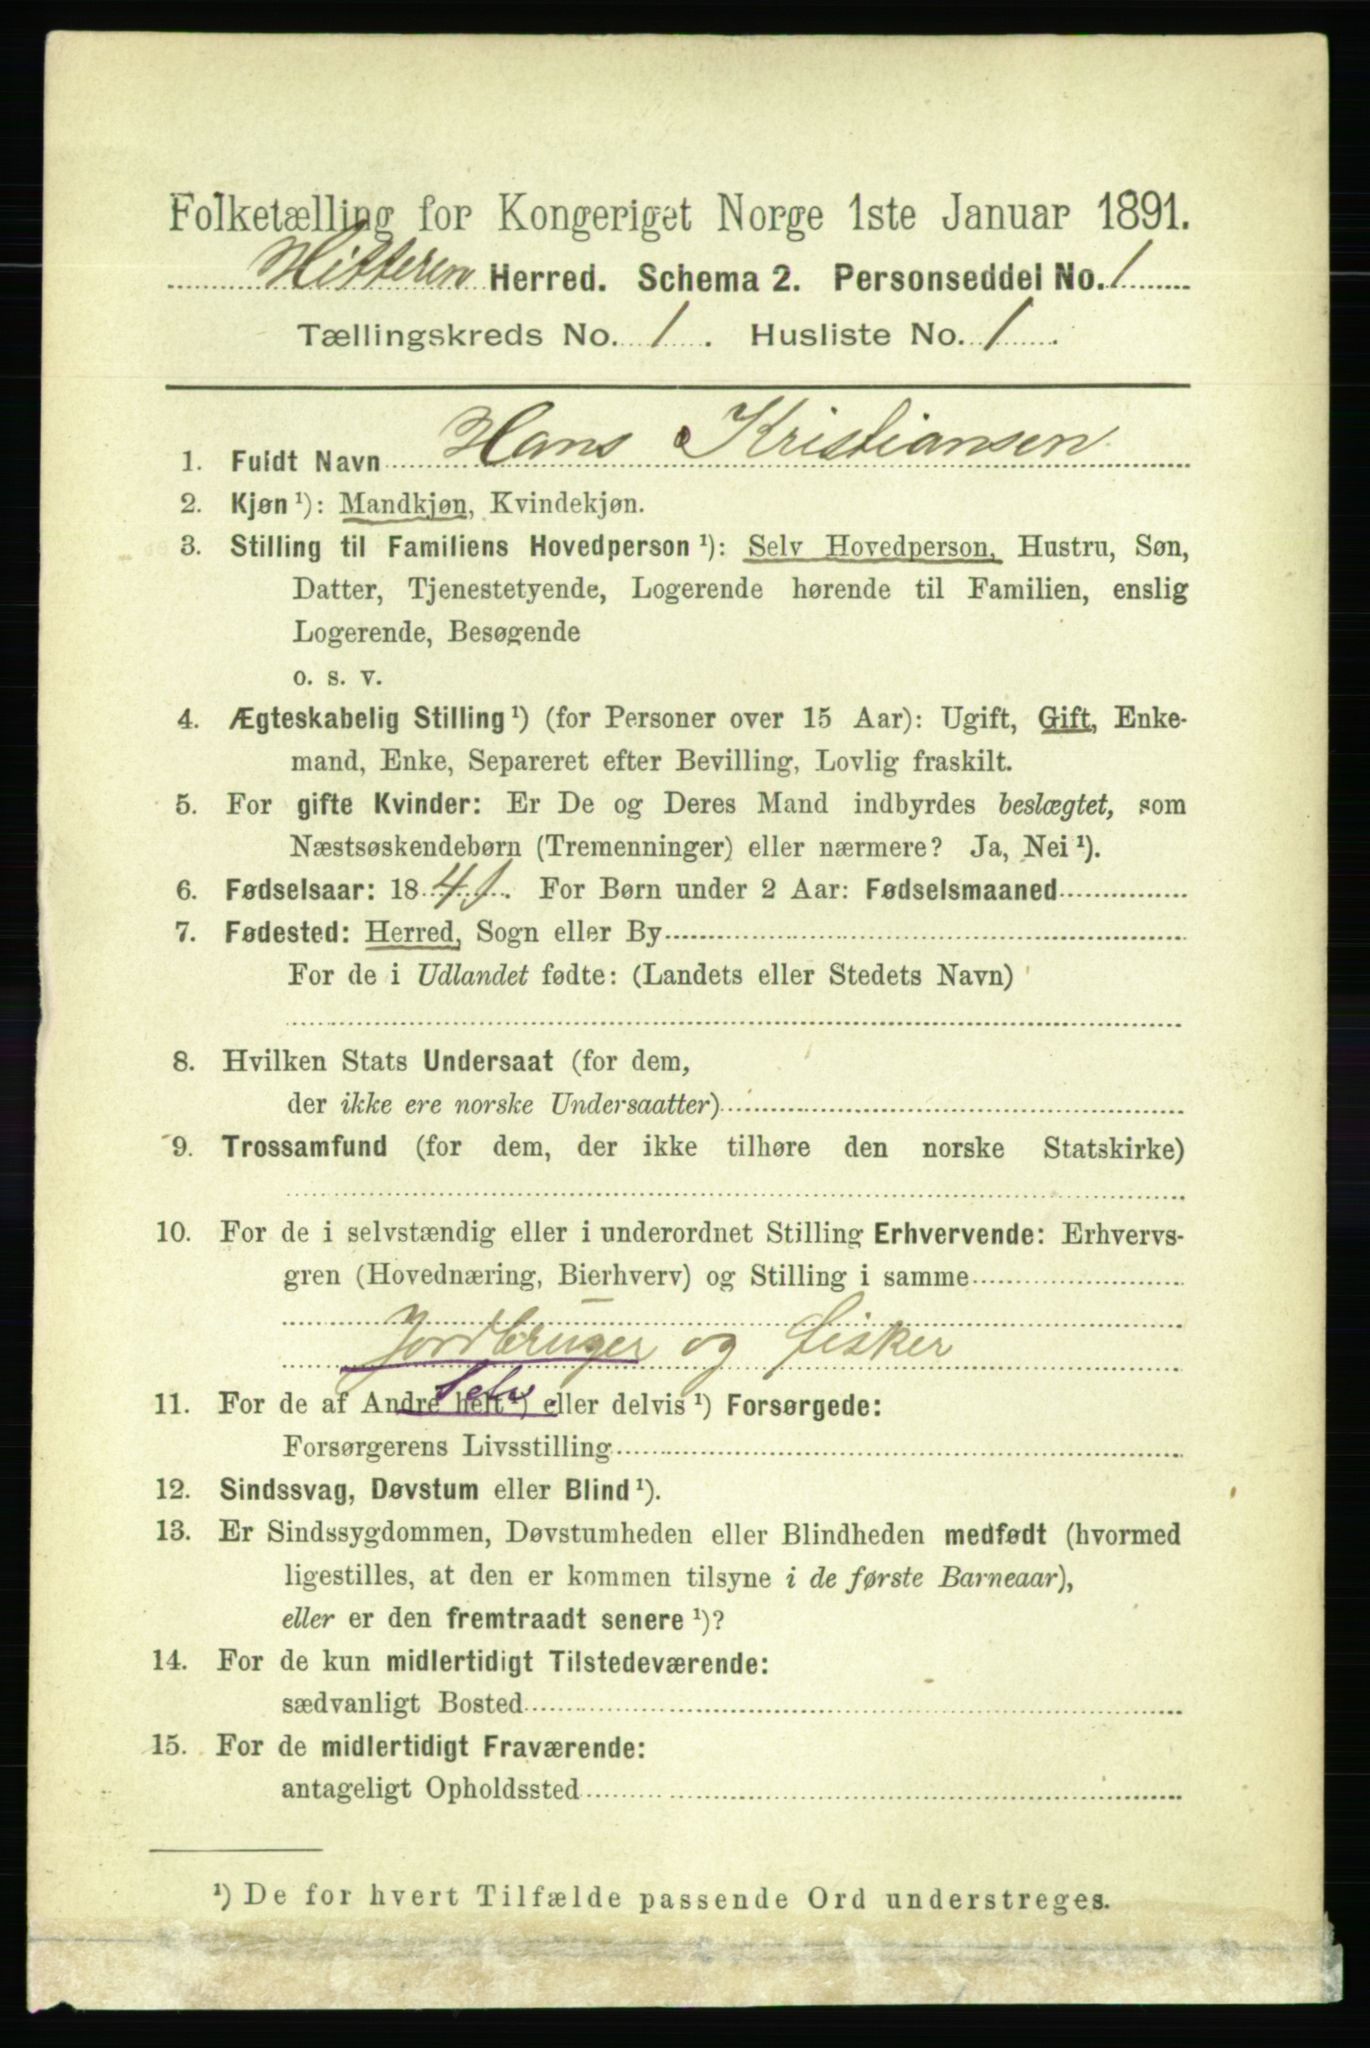 Folketælling for Kongeriget Norge 1ste Januar 1891.
Hitteren Herred. Schema 2. Personseddel No. 1
Tællingskreds No. 1. Husliste No. 1.
1. Fuldt Navn Hans Kristiansen
2. Kjøn ¹): Mandkjøn, Kvindekjøn.
3. Stilling til Familiens Hovedperson ¹): Selv Hovedperson, Hustru, Søn,
Datter, Tjenestetyende, Logerende hørende til Familien, enslig
Logerende, Besøgende
o. s. v.
4. Ægteskabelig Stilling ¹) (for Personer over 15 Aar): Ugift, Gift, Enke-
mand, Enke, Separeret efter Bevilling, Lovlig fraskilt.
5. For gifte Kvinder: Er De og Deres Mand indbyrdes beslægtet, som
Næstsøskendebørn (Tremenninger) eller nærmere? Ja, Nei ¹).
6. Fødselsaar: 1841. For Børn under 2 Aar: Fødselsmaaned
7. Fødested: Herred, Sogn eller By
For de i Udlandet fødte: (Landets eller Stedets Navn)
8. Hvilken Stats Undersaat (for dem,
der ikke ere norske Undersaatter)
9. Trossamfund (for dem, der ikke tilhøre den norske Statskirke)
10. For de i selvstændig eller i underordnet Stilling Erhvervende: Erhvervs-
gren (Hovednæring, Bierhverv) og Stilling i samme
Jordbruger og fisker
Selv
11. For de af Andre helt ¹) eller delvis ¹) Forsørgede:
Forsørgerens Livsstilling
12. Sindssvag, Døvstum eller Blind ¹).
13. Er Sindssygdommen, Døvstumheden eller Blindheden medfødt (hvormed
ligestilles, at den er kommen tilsyne i de første Barneaar),
eller er den fremtraadt senere ¹)?
14. For de kun midlertidigt Tilstedeværende:
sædvanligt Bosted
15. For de midlertidigt Fraværende:
antageligt Opholdssted
¹) De for hvert Tilfælde passende Ord understreges.